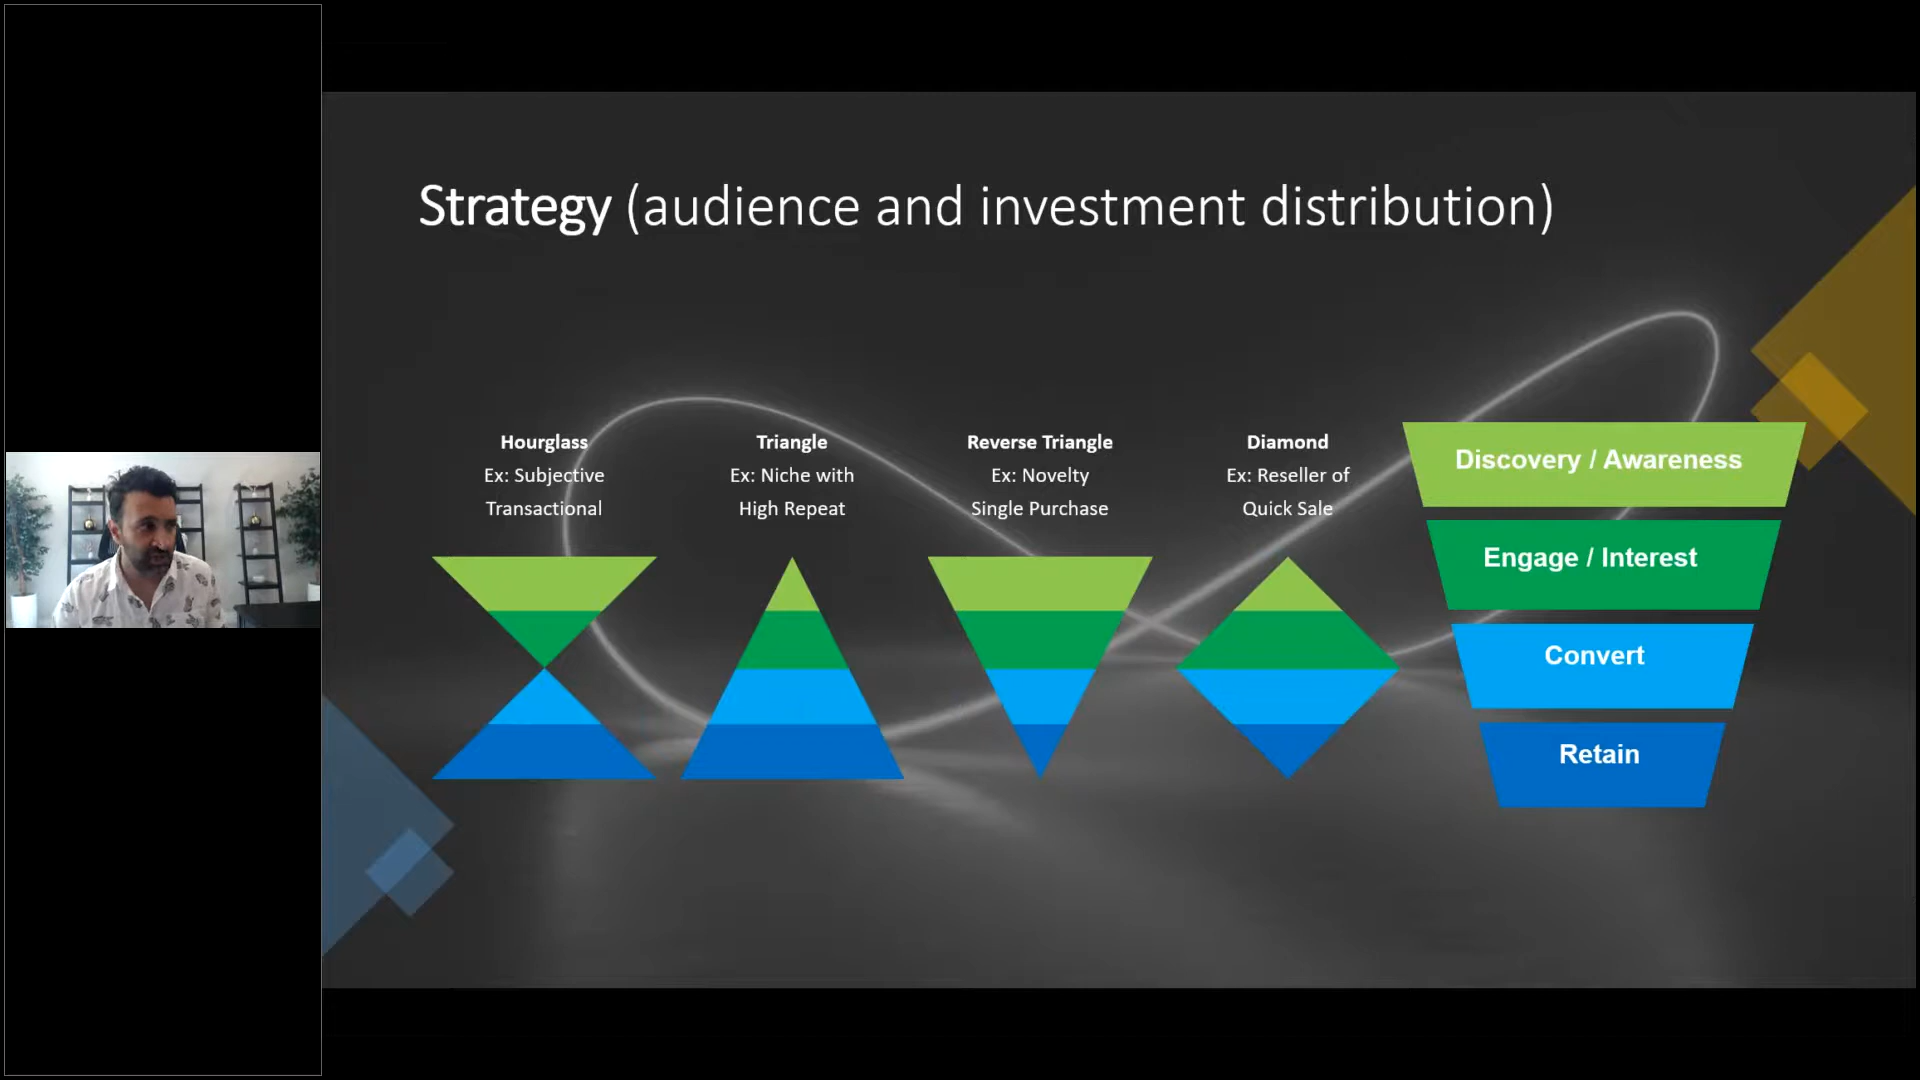 Strategy (audience and investment distribution)
Hourglass
Ex: Subjective
Transactional
Triangle
Ex: Niche with
High Repeat
Reverse Triangle
Ex: Novelty
Single Purchase
Diamond
Ex: Reseller of
Quick Sale
Discovery / Awareness
Engage / Interest
Convert
Retain